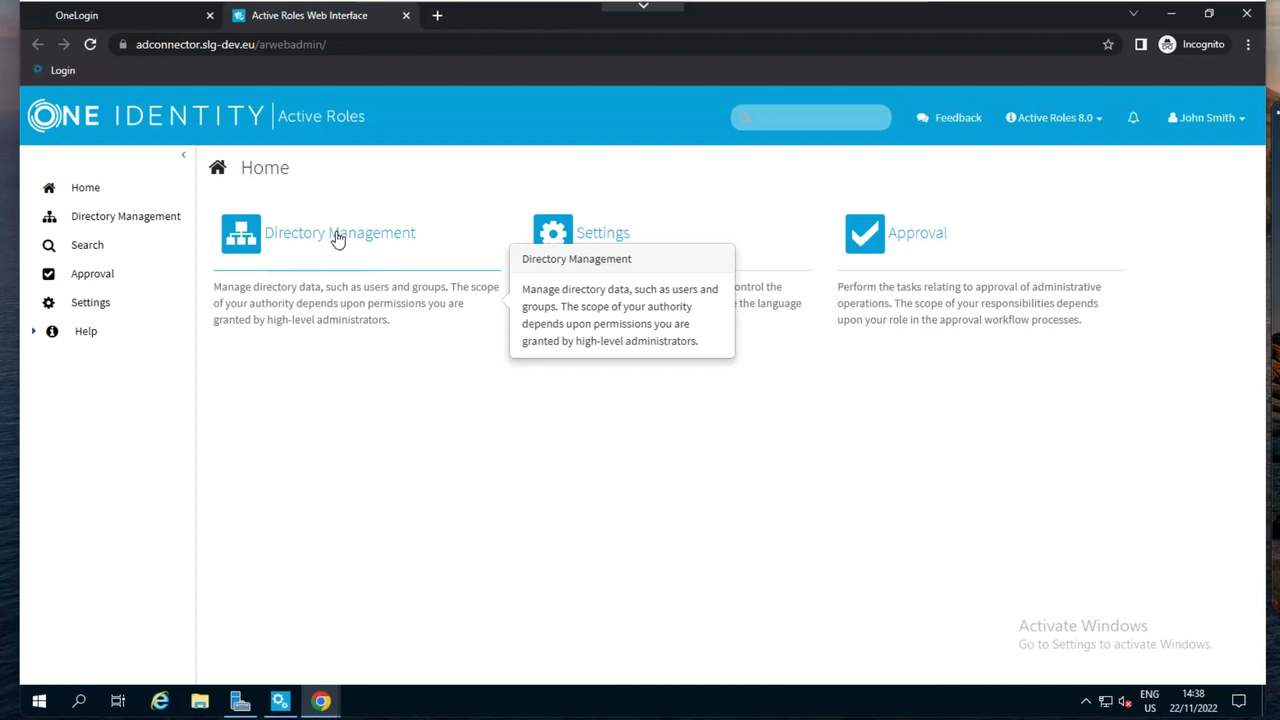 OneLogin
Active Roles Web Interface
adconnector.slg-dev.eu/arwebadmin/
Incognito
Login
ONE IDENTITY | Active Roles
Feedback
Active Roles 8.0
John Smith
Home
Home
Directory Management
Search
Approval
Settings
Help
Directory Management
Manage directory data, such as users and groups. The scope
of your authority depends upon permissions you are
granted by high-level administrators.
Settings
control the
the language
Approval
Perform the tasks relating to approval of administrative
operations. The scope of your responsibilities depends
upon your role in the approval workflow processes.
Directory Management
Manage directory data, such as users and
groups. The scope of your authority
depends upon permissions you are
granted by high-level administrators.
Activate Windows
Go to Settings to activate Windows.
ENG
US
14:38
22/11/2022